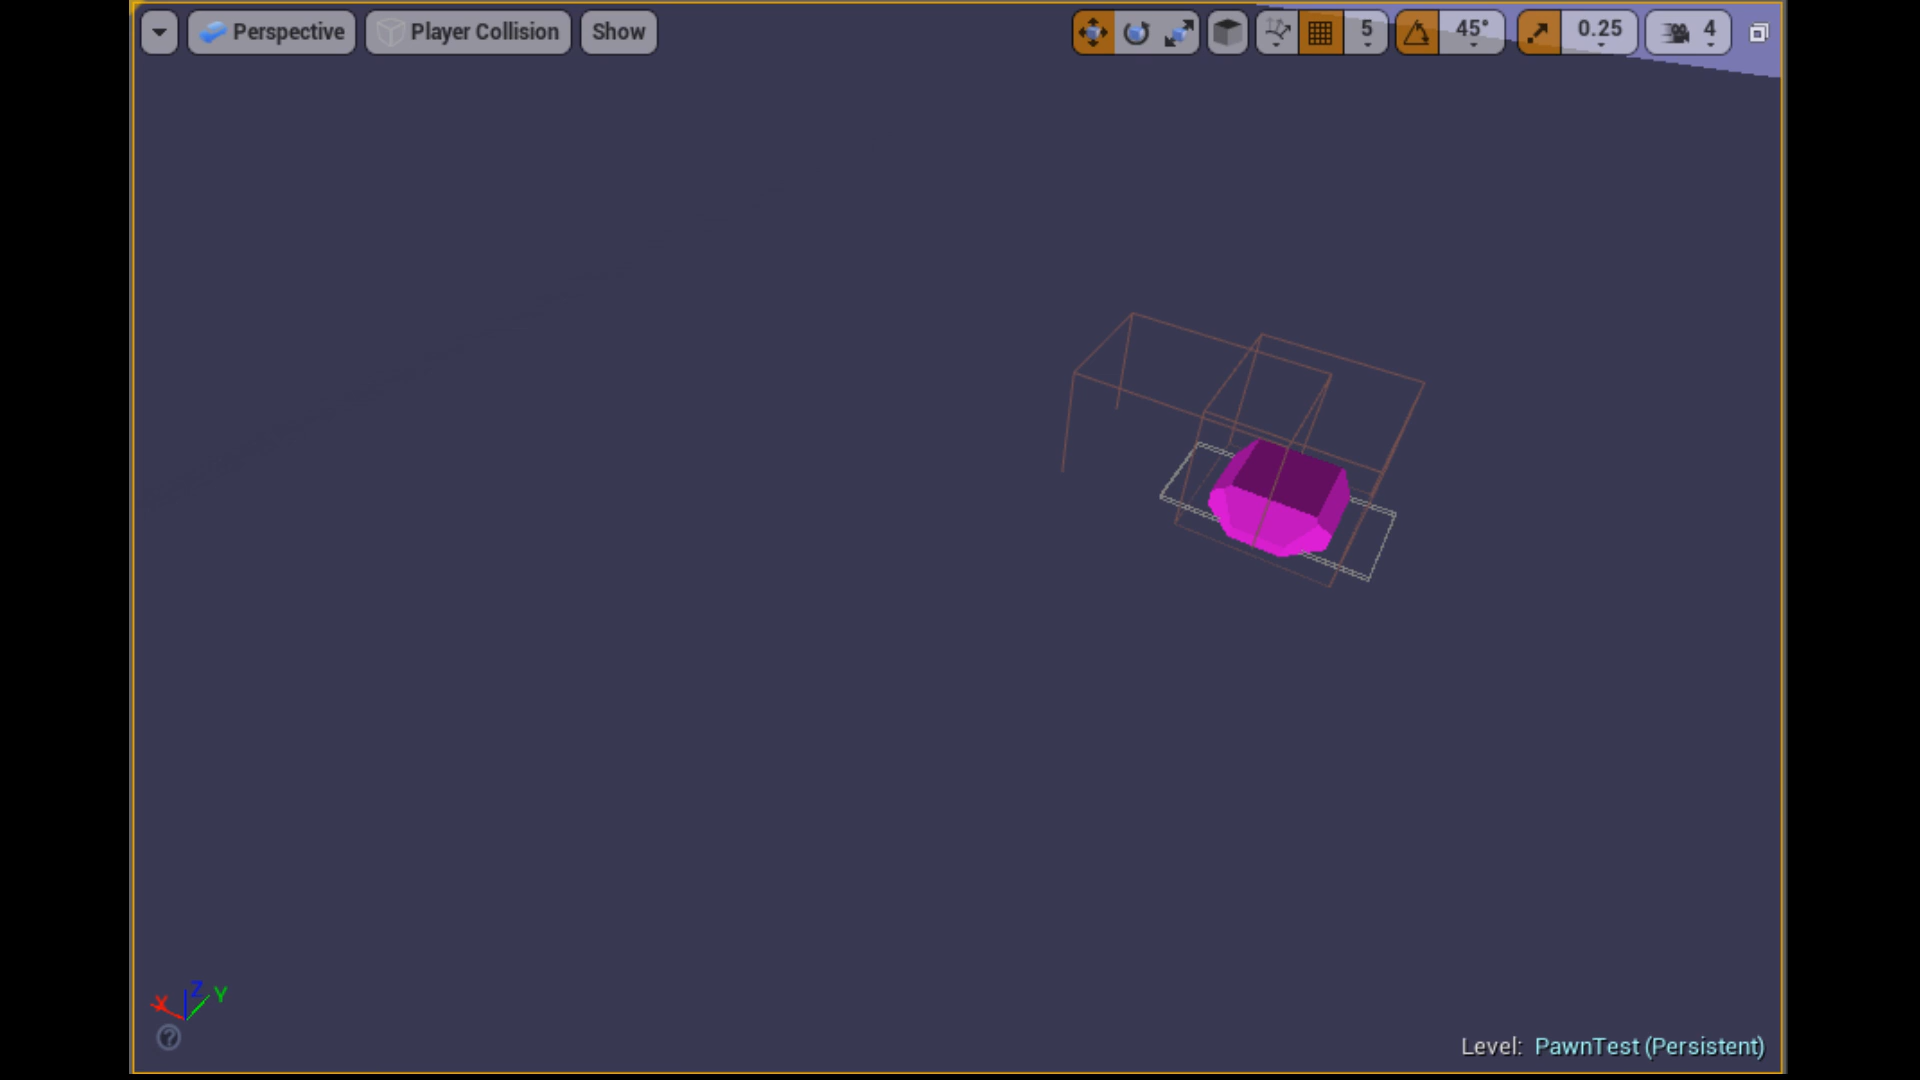 Perspective
Player Collision
Show
5
45°
0.25
4
X
Z
Y
?
Level: PawnTest (Persistent)